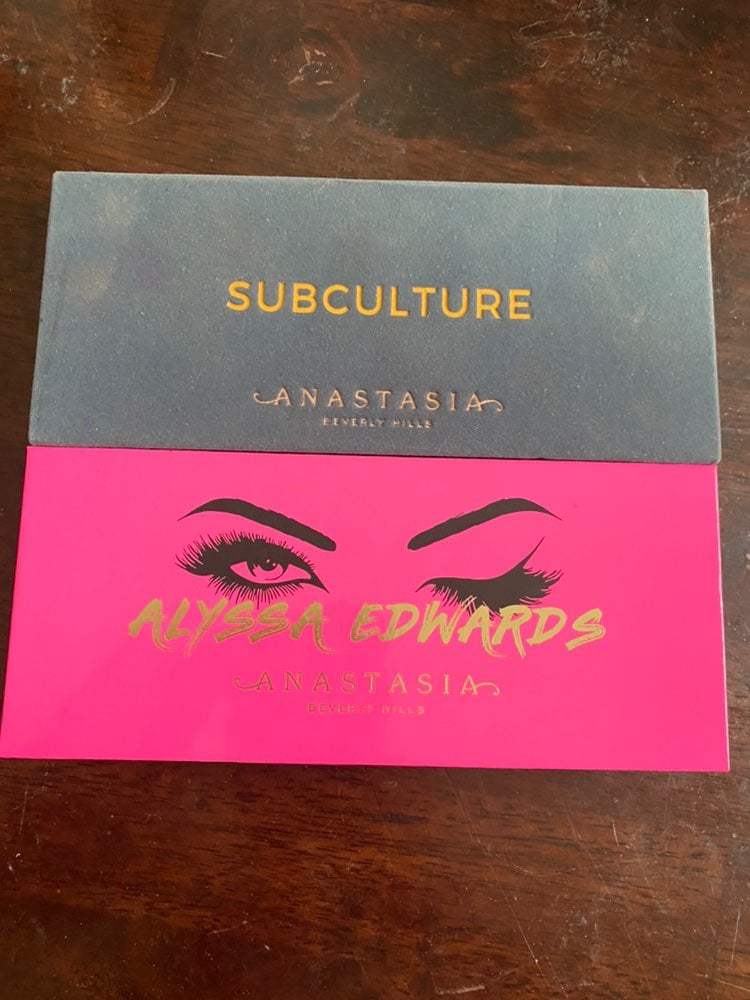 SUBCULTURE
ANASTASIA
BEVERLY HILLS
ALYSSA EDWARDS
ANASTASIA
BEVERLY HILLS